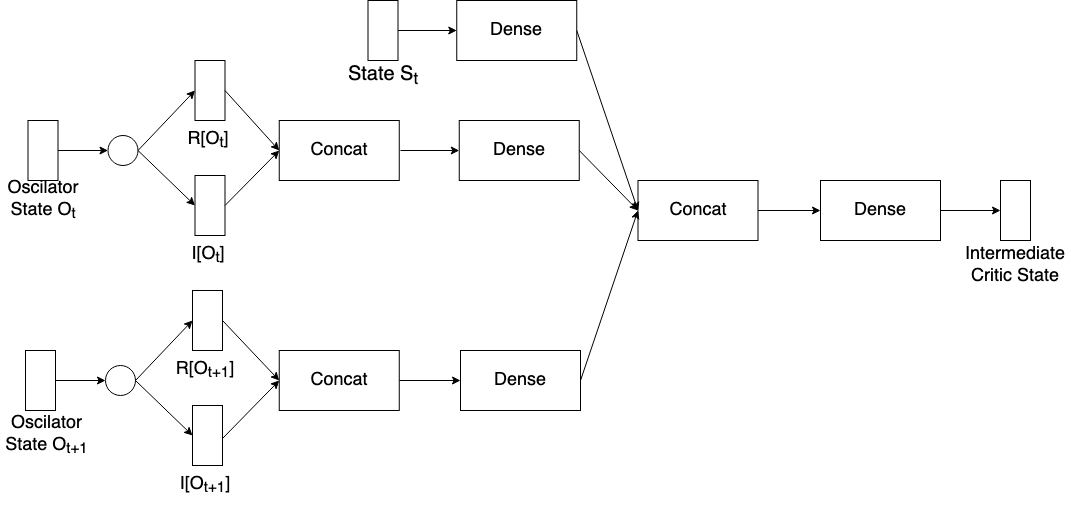 Dense
State Sₜ
R[Oₜ]
Oscilator
State Oₜ
Concat
Dense
I[Oₜ]
Concat
Dense
Intermediate
Critic State
R[Oₜ₊₁]
Oscilator
State Oₜ₊₁
Concat
Dense
I[Oₜ₊₁]